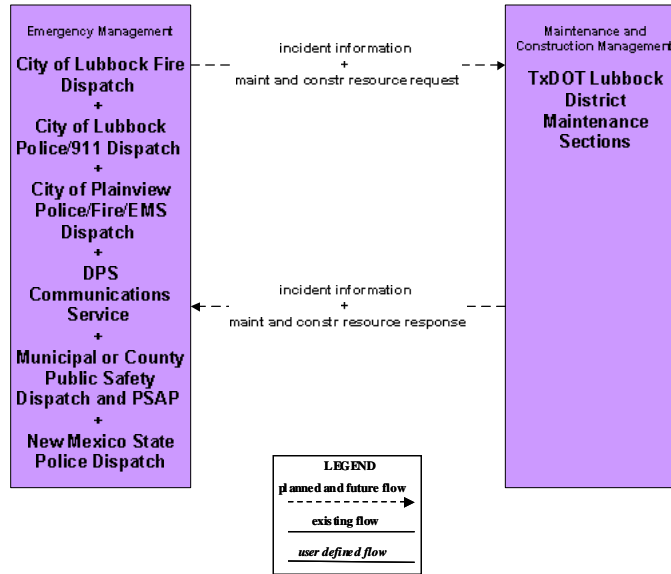 Emergency Management
City of Lubbock Fire
Dispatch
+
City of Lubbock
Police/911 Dispatch
+
City of Plainview
Police/Fire/EMS
Dispatch
+
DPS
Communications
Service
+
Municipal or County
Public Safety
Dispatch and PSAP
+
New Mexico State
Police Dispatch
incident information
+
maint and constr resource request
incident information
+
maint and constr resource response
Maintenance and
Construction Management
TxDOT Lubbock
District
Maintenance
Sections
LEGEND
planned and future flow
existing flow
user defined flow